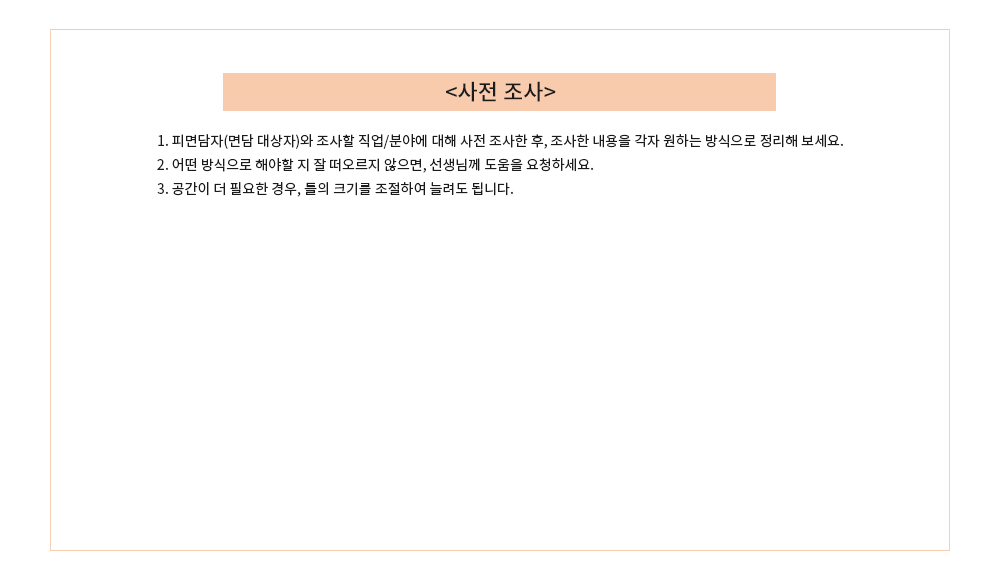 <사전 조사>
1. 피면담자(면담 대상자)와 조사할 직업/분야에 대해 사전 조사한 후, 조사한 내용을 각자 원하는 방식으로 정리해 보세요.
2. 어떤 방식으로 해야할 지 잘 떠오르지 않으면, 선생님께 도움을 요청하세요.
3. 공간이 더 필요한 경우, 틀의 크기를 조절하여 늘려도 됩니다.